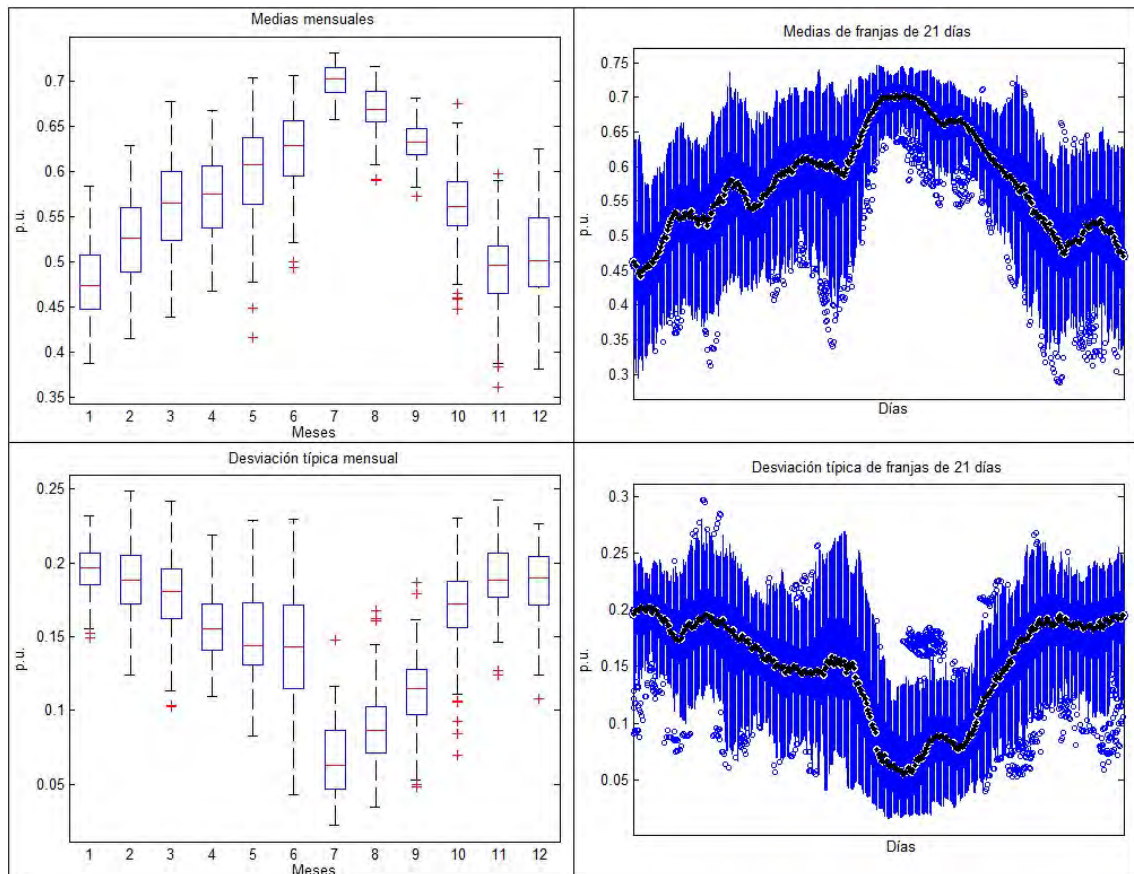 Medias mensuales
p.u.
0.7
0.65
0.6
0.55
0.5
0.45
0.4
0.35
1 2 3 4 5 6 7 8 9 10 11 12
Meses
Medias de franjas de 21 días
p.u.
0.75
0.7
0.65
0.6
0.55
0.5
0.45
0.4
0.35
0.3
Días
Desviación típica mensual
p.u.
0.25
0.2
0.15
0.1
0.05
1 2 3 4 5 6 7 8 9 10 11 12
Meses
Desviación típica de franjas de 21 días
p.u.
0.3
0.25
0.2
0.15
0.1
0.05
Días